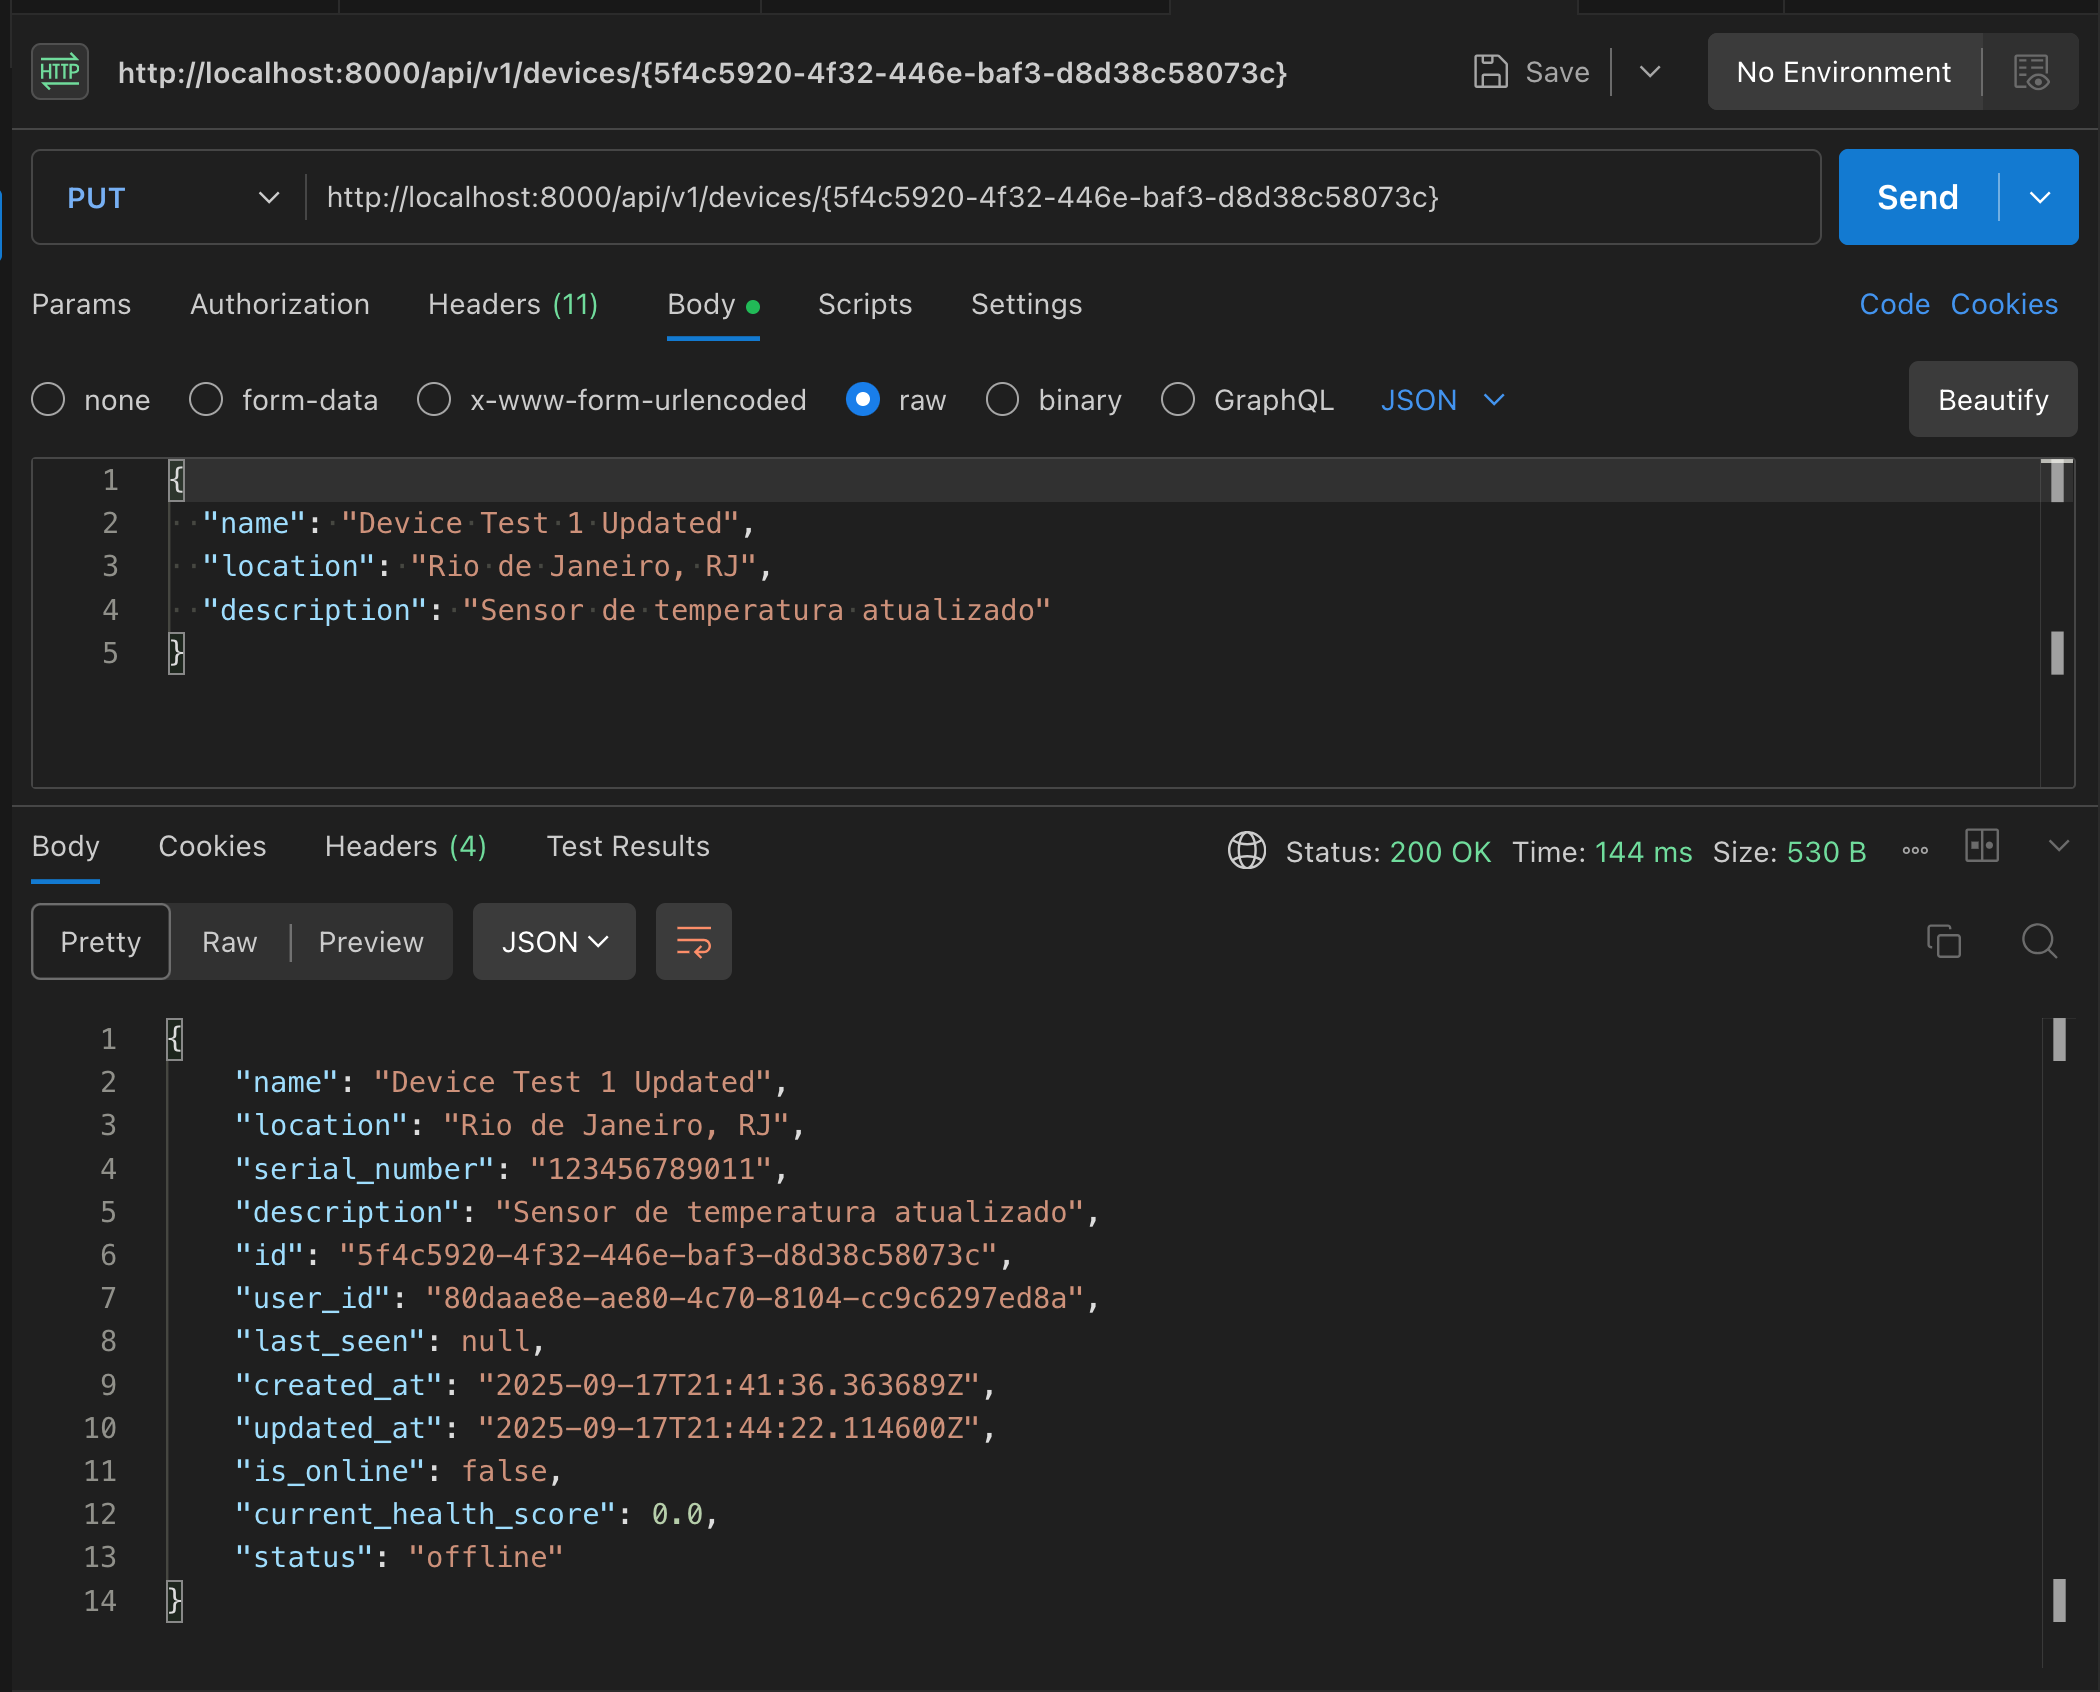 HTTP http://localhost:8000/api/v1/devices/{5f4c5920-4f32-446e-baf3-d8d38c58073c} Save No Environment
PUT http://localhost:8000/api/v1/devices/{5f4c5920-4f32-446e-baf3-d8d38c58073c} Send
Params Authorization Headers (11) Body Scripts Settings Code Cookies
none form-data x-www-form-urlencoded raw binary GraphQL JSON Beautify
1 {
2 "name": "Device Test 1 Updated",
3 "location": "Rio de Janeiro, RJ",
4 "description": "Sensor de temperatura atualizado"
5 }
Body Cookies Headers (4) Test Results Status: 200 OK Time: 144 ms Size: 530 B
Pretty Raw Preview JSON
1 {
2 "name": "Device Test 1 Updated",
3 "location": "Rio de Janeiro, RJ",
4 "serial_number": "123456789011",
5 "description": "Sensor de temperatura atualizado",
6 "id": "5f4c5920-4f32-446e-baf3-d8d38c58073c",
7 "user_id": "80daae8e-ae80-4c70-8104-cc9c6297ed8a",
8 "last_seen": null,
9 "created_at": "2025-09-17T21:41:36.363689Z",
10 "updated_at": "2025-09-17T21:44:22.114600Z",
11 "is_online": false,
12 "current_health_score": 0.0,
13 "status": "offline"
14 }